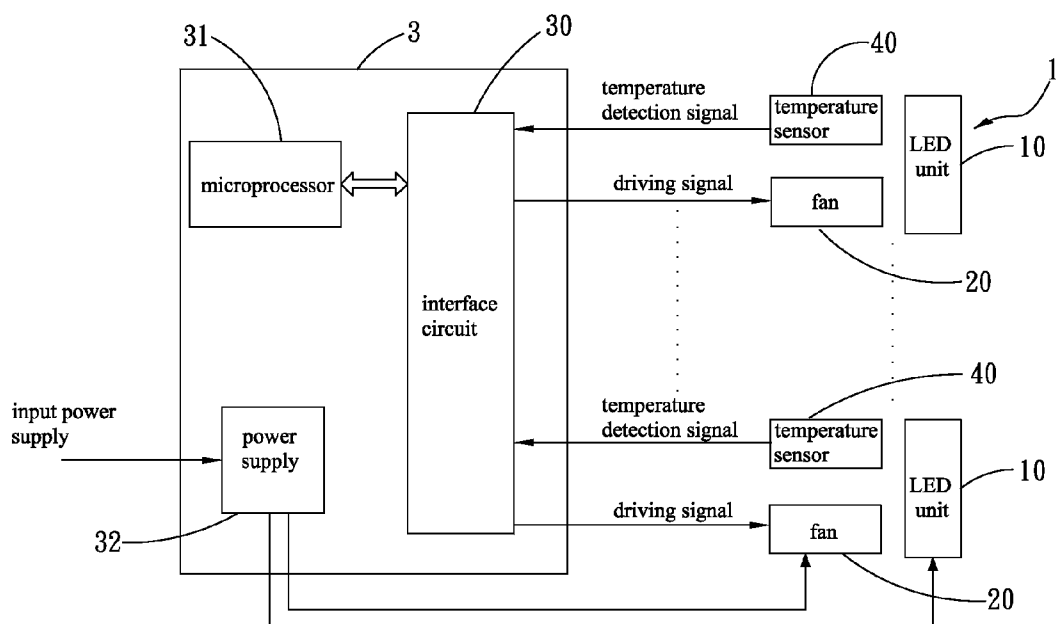 31
3
30
40
1
temperature
detection signal
temperature
sensor
10
LED
unit
microprocessor
driving signal
fan
20
interface
circuit
40
input power
supply
temperature
detection signal
temperature
sensor
10
power
supply
LED
unit
driving signal
fan
32
20